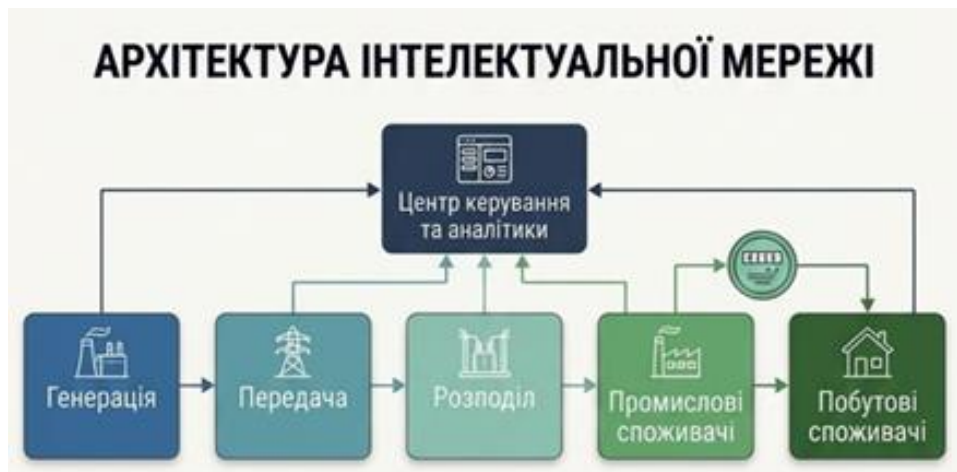 АРХІТЕКТУРА ІНТЕЛЕКТУАЛЬНОЇ МЕРЕЖІ
Центр керування
та аналітики
Генерація
Передача
Розподіл
Промислові
споживачі
Побутові
споживачі